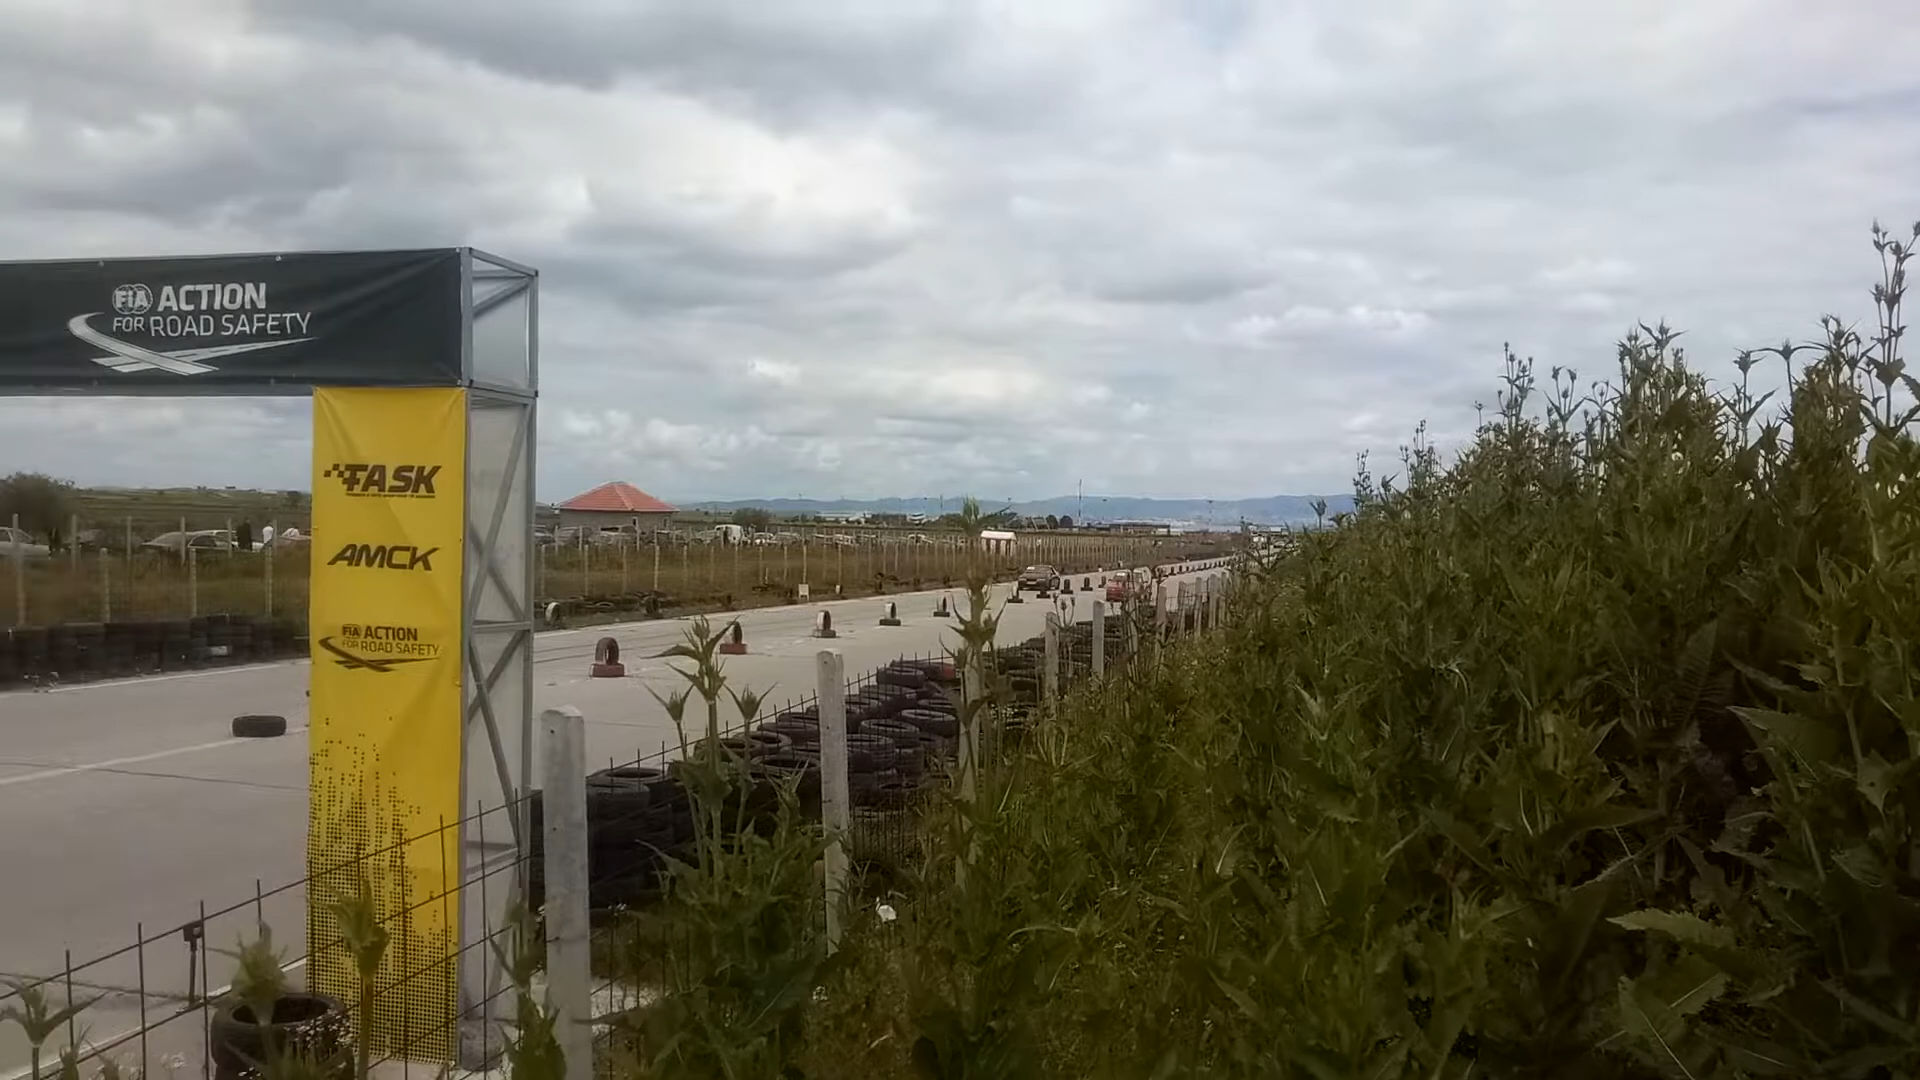 FIA ACTION
FOR ROAD SAFETY
FASK
AMCK
FIA ACTION
FOR ROAD SAFETY